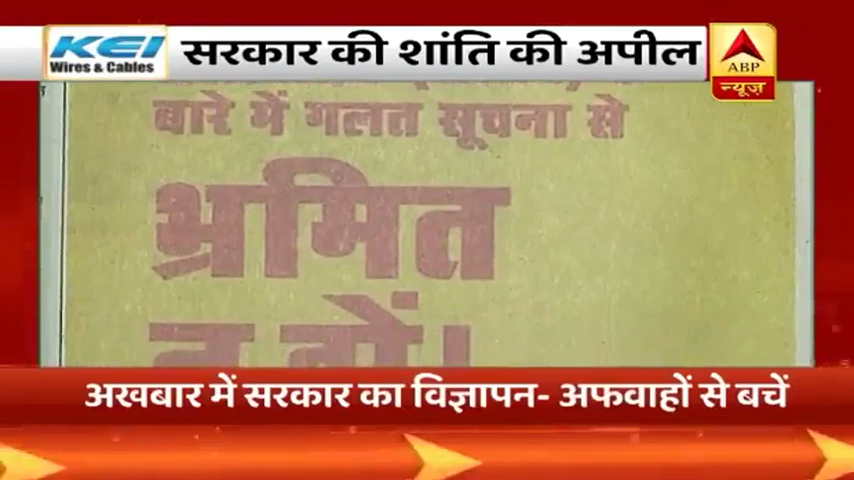 KEI
Wires & Cables
सरकार की शांति की अपील
ABP
न्यूज़
बारे में गलत सूचना से
भ्रमित
न हों।
अखबार में सरकार का विज्ञापन- अफवाहों से बचें